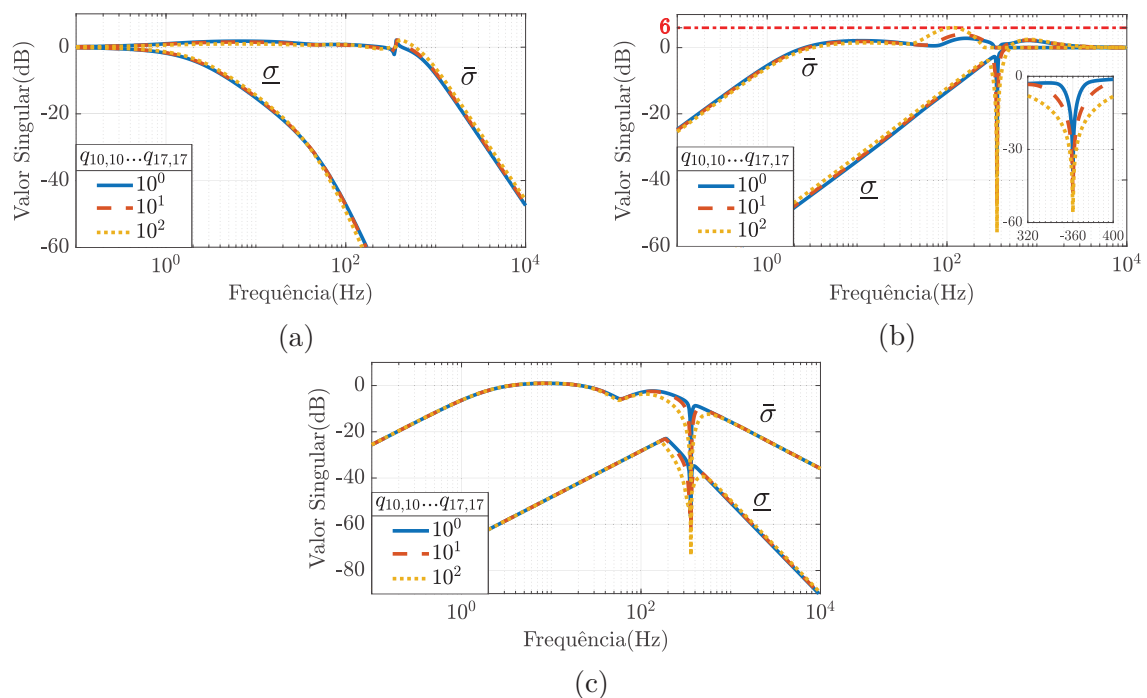 0
-20
-40
-60
Valor Singular(dB)
σ
σ̄
q10,10…q17,17
10^0
10^1
10^2
10^0 10^2 10^4
Frequência(Hz)
(a)
6
0
-20
-40
-60
Valor Singular(dB)
σ̄
σ
q10,10…q17,17
10^0
10^1
10^2
0
-30
-60
320 -360 400
10^0 10^2 10^4
Frequência(Hz)
(b)
0
-20
-40
-60
-80
Valor Singular(dB)
σ̄
σ
q10,10…q17,17
10^0
10^1
10^2
10^0 10^2 10^4
Frequência(Hz)
(c)